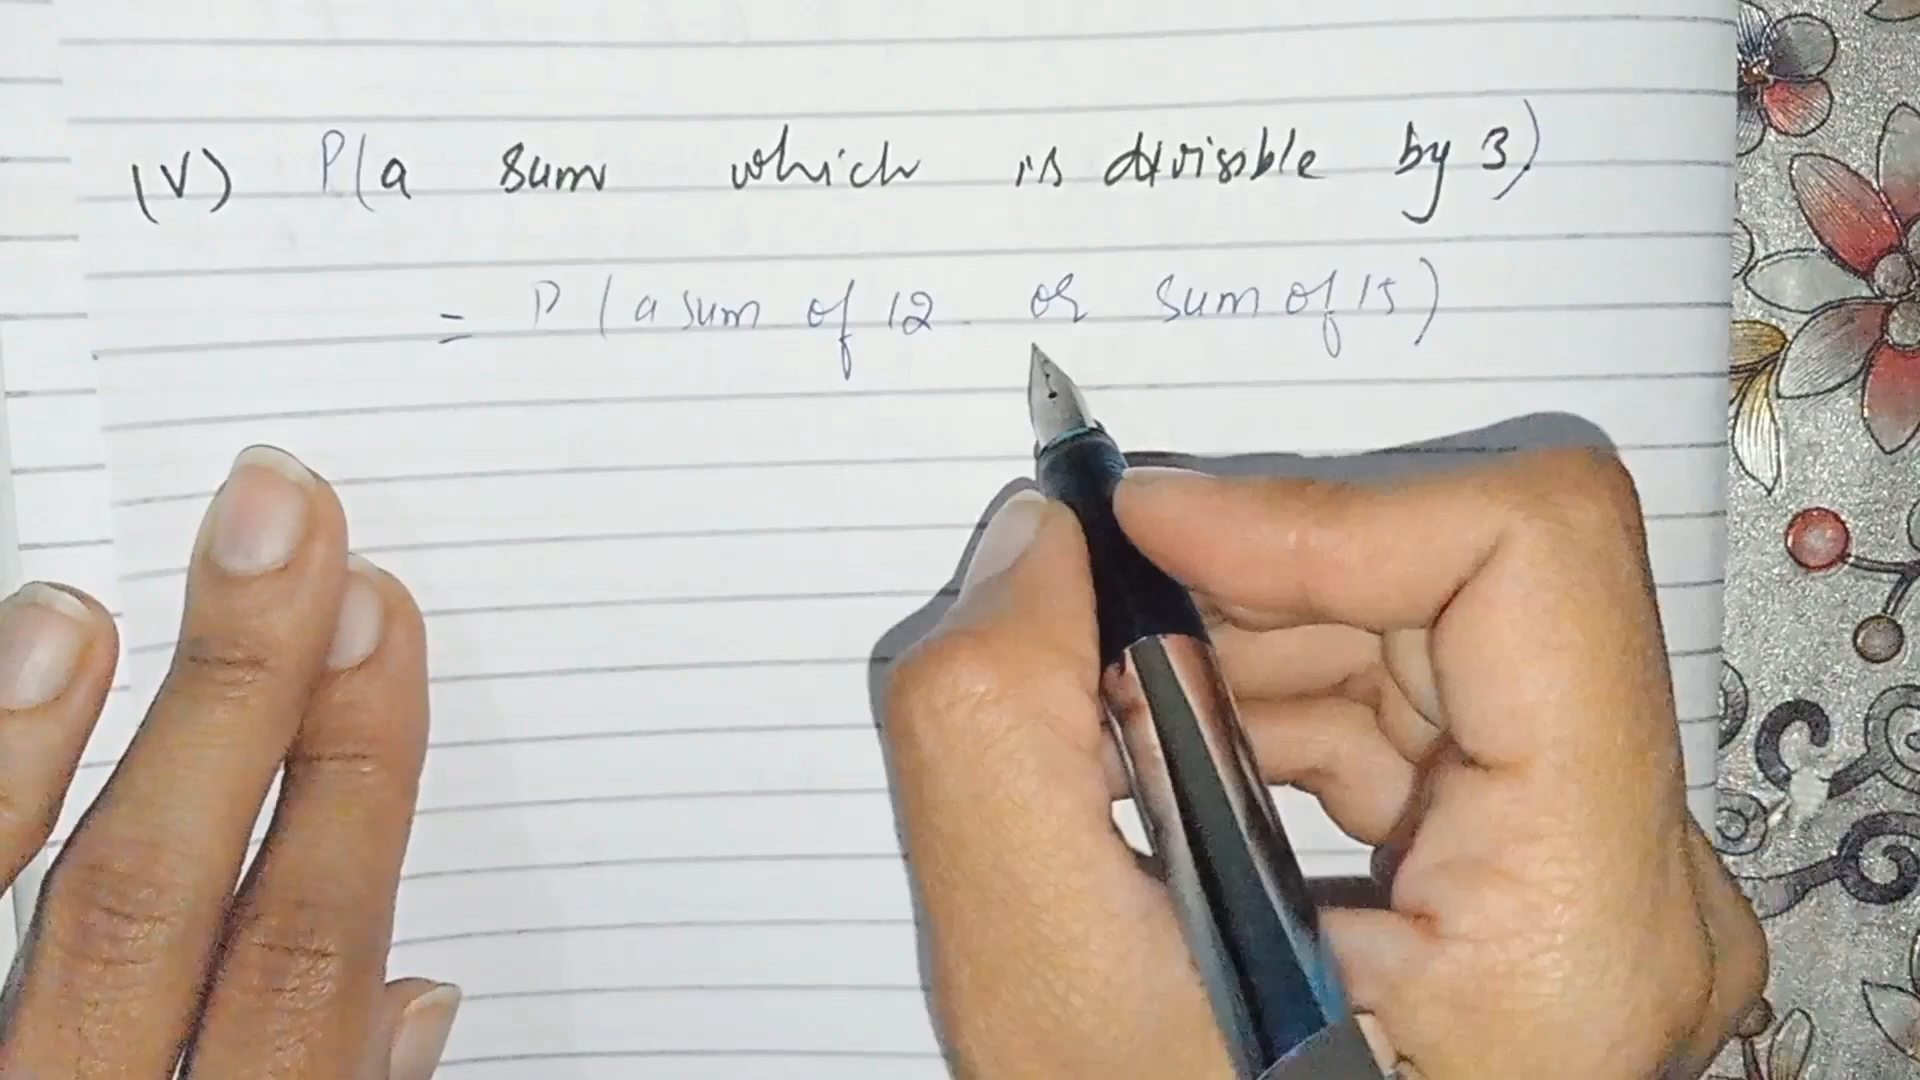 (V) P(a sum which is divisible by 3)
= P(a sum of 12 or sum of 15)